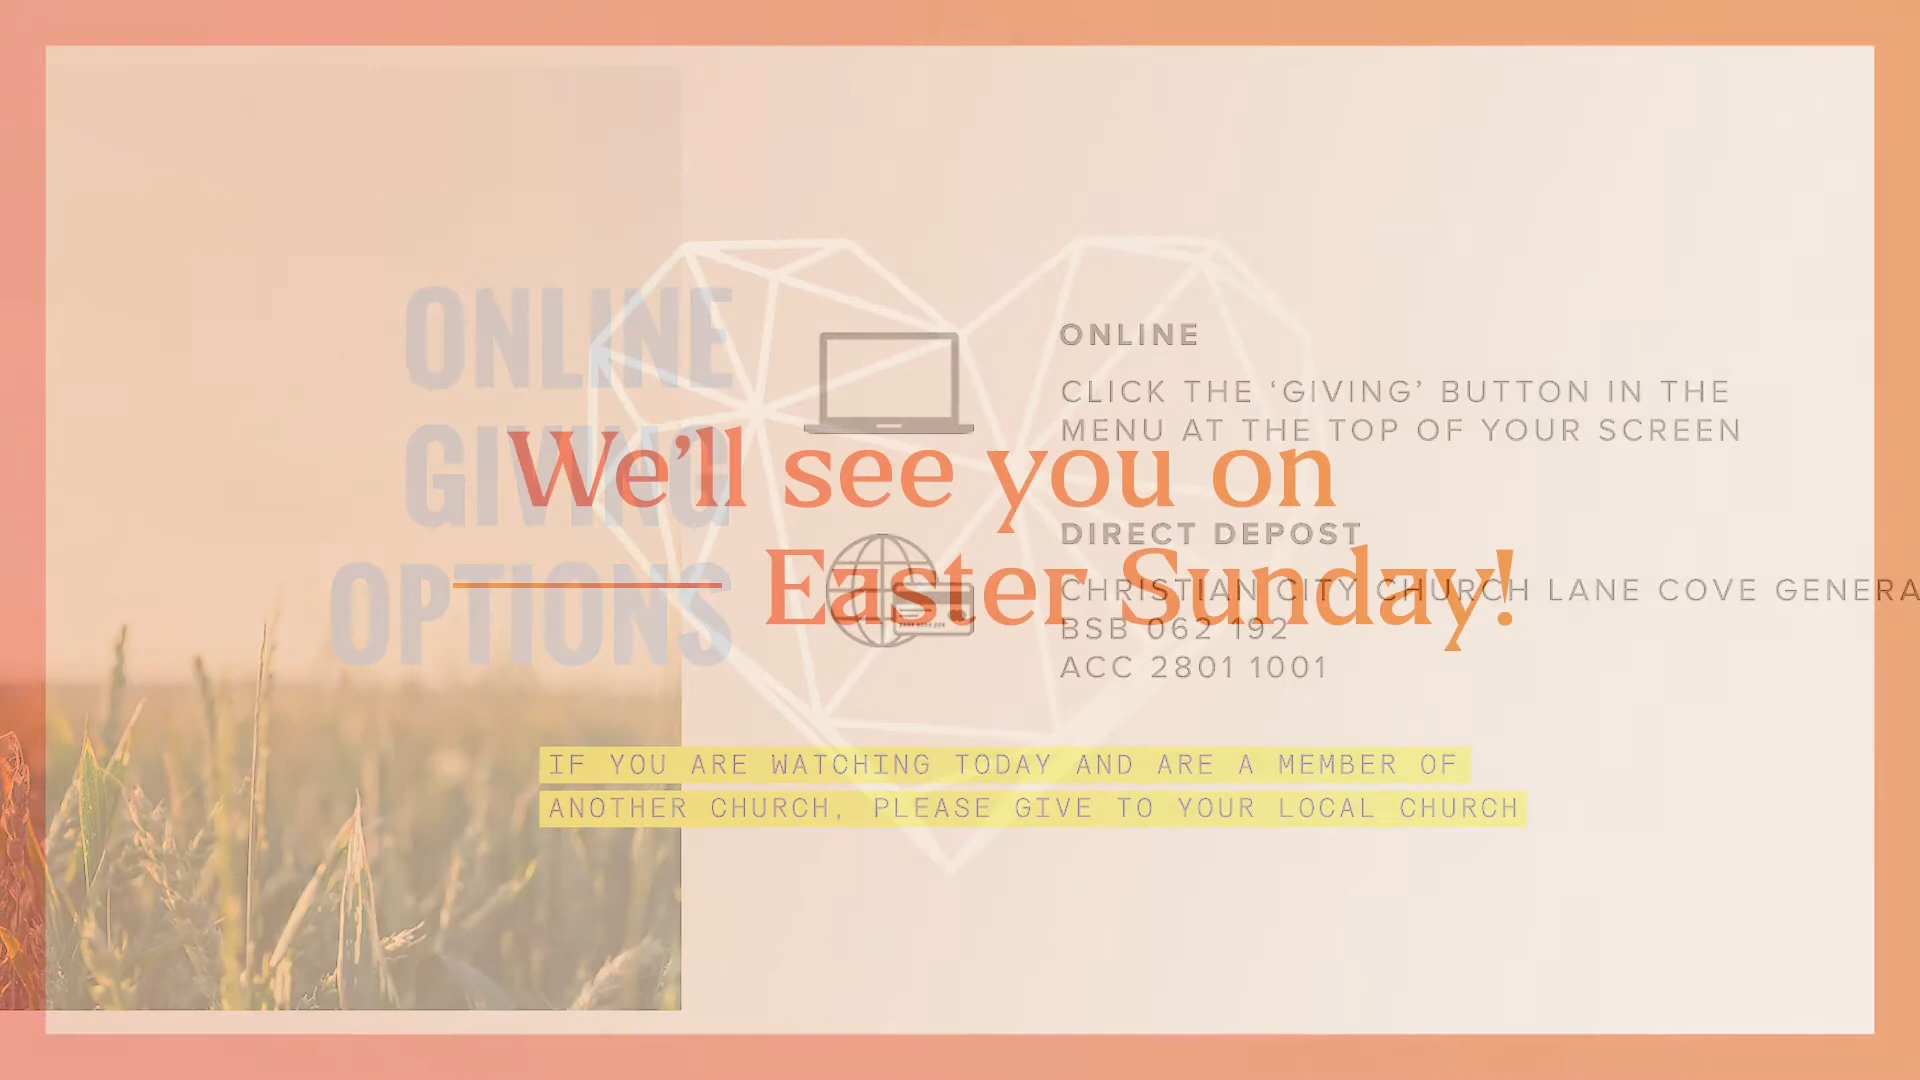 ONLINE
GIVING
OPTIONS
ONLINE
CLICK THE ‘GIVING’ BUTTON IN THE
MENU AT THE TOP OF YOUR SCREEN
We’ll see you on
Easter Sunday!
DIRECT DEPOST
CHRISTIAN CITY CHURCH LANE COVE GENERA
BSB 062 192
ACC 2801 1001
IF YOU ARE WATCHING TODAY AND ARE A MEMBER OF
ANOTHER CHURCH, PLEASE GIVE TO YOUR LOCAL CHURCH